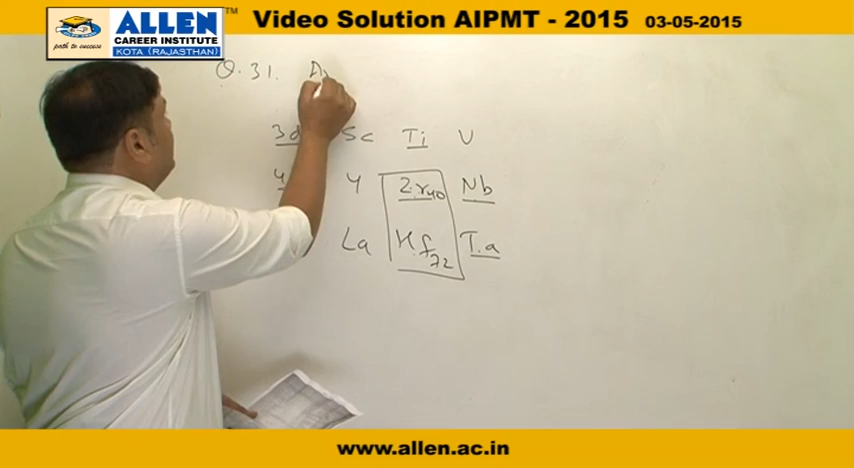 ALLEN
CAREER INSTITUTE
path to success
KOTA (RAJASTHAN)
TM
Video Solution AIPMT - 2015 03-05-2015
Q. 31.
3d Sc Ti V
4 Y Zr40 Nb
La Hf72 Ta
www.allen.ac.in